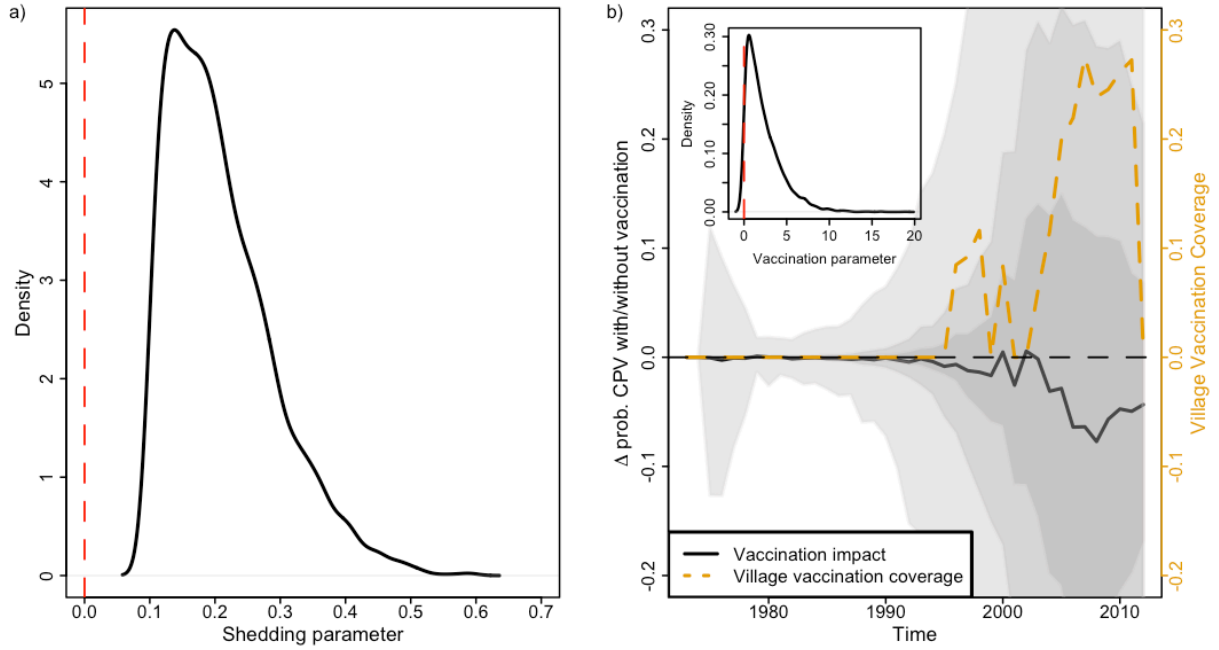 a)
Density
0
1
2
3
4
5
0.0 0.1 0.2 0.3 0.4 0.5 0.6 0.7
Shedding parameter
b)
Δ prob. CPV with/without vaccination
-0.2
-0.1
0.0
0.1
0.2
0.3
Density
0.00
0.10
0.20
0.30
0 5 10 15 20
Vaccination parameter
Vaccination impact
Village vaccination coverage
1980 1990 2000 2010
Time
-0.2
-0.1
0.0
0.1
0.2
0.3
Village Vaccination Coverage